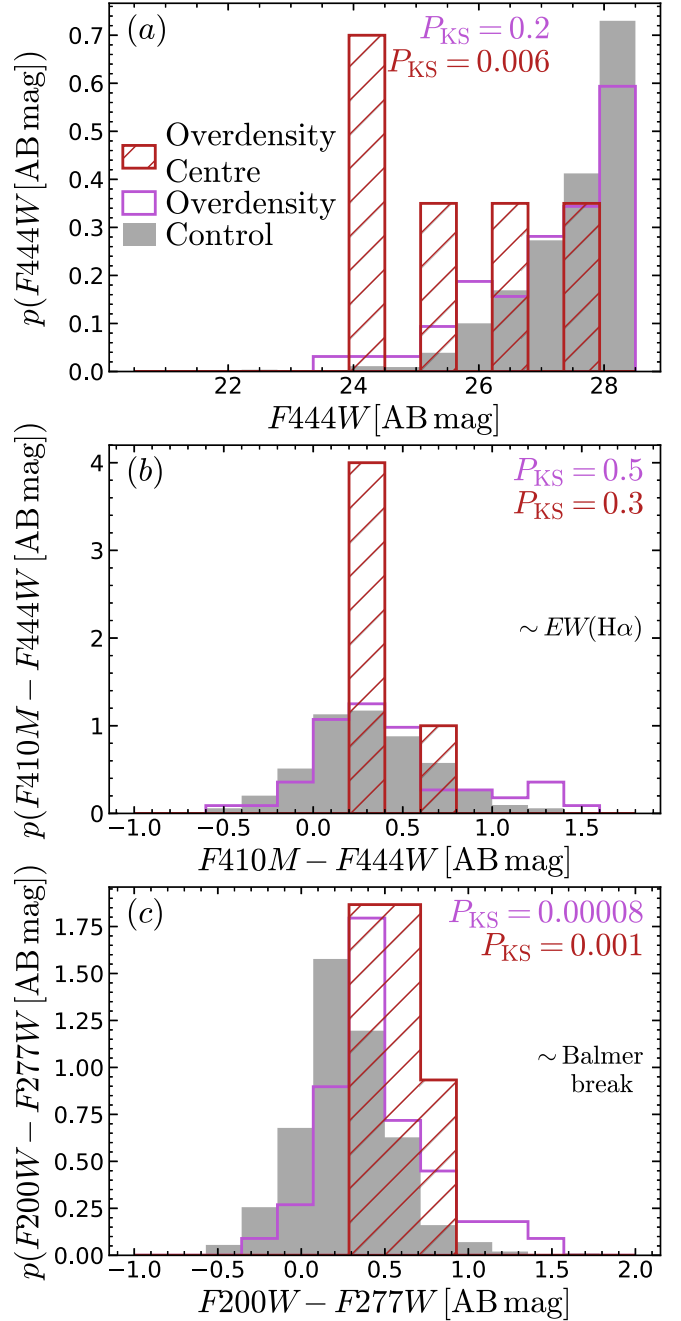 (a)
P_KS = 0.2
P_KS = 0.006
Overdensity
Centre
Overdensity
Control
p(F444W [AB mag])
0.7
0.6
0.5
0.4
0.3
0.2
0.1
0.0
22 24 26 28
F444W [AB mag]
(b)
P_KS = 0.5
P_KS = 0.3
~ EW(Hα)
p(F410M − F444W [AB mag])
4
3
2
1
0
−1.0 −0.5 0.0 0.5 1.0 1.5
F410M − F444W [AB mag]
(c)
P_KS = 0.00008
P_KS = 0.001
~ Balmer
break
p(F200W − F277W [AB mag])
1.75
1.50
1.25
1.00
0.75
0.50
0.25
0.00
−1.0 −0.5 0.0 0.5 1.0 1.5 2.0
F200W − F277W [AB mag]